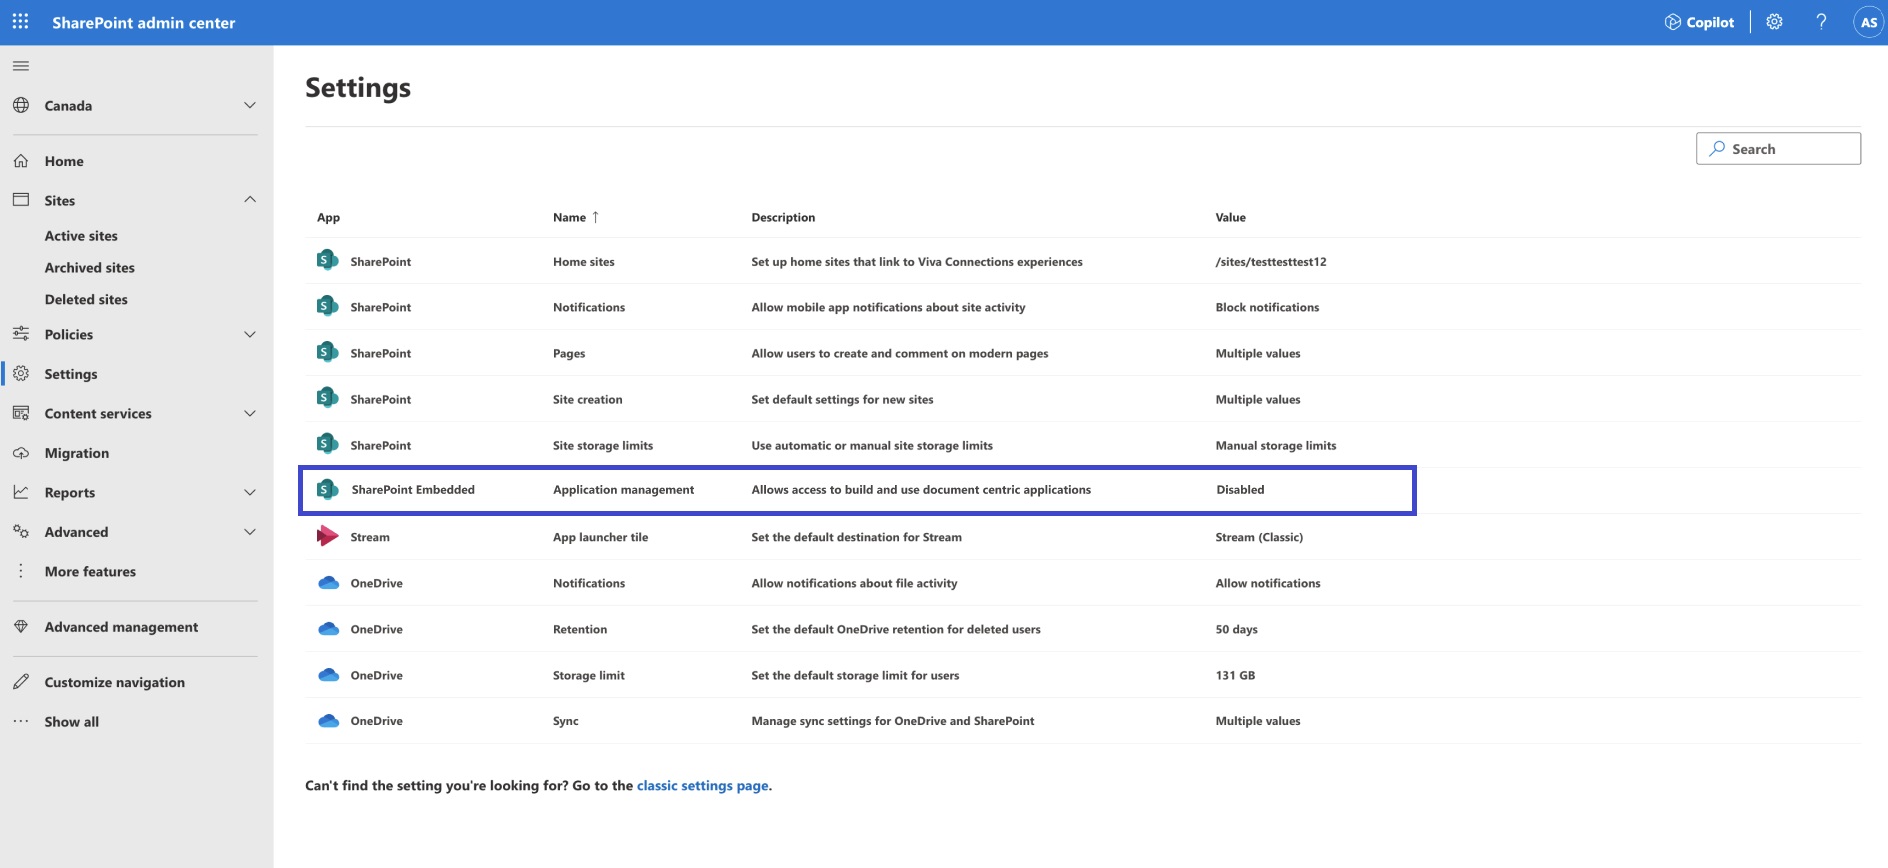 SharePoint admin center
Copilot
?
AS
Canada
Home
Sites
Active sites
Archived sites
Deleted sites
Policies
Settings
Content services
Migration
Reports
Advanced
More features
Advanced management
Customize navigation
Show all
Settings
Search
App Name ↑ Description Value
SharePoint Home sites Set up home sites that link to Viva Connections experiences /sites/testtesttest12
SharePoint Notifications Allow mobile app notifications about site activity Block notifications
SharePoint Pages Allow users to create and comment on modern pages Multiple values
SharePoint Site creation Set default settings for new sites Multiple values
SharePoint Site storage limits Use automatic or manual site storage limits Manual storage limits
SharePoint Embedded Application management Allows access to build and use document centric applications Disabled
Stream App launcher tile Set the default destination for Stream Stream (Classic)
OneDrive Notifications Allow notifications about file activity Allow notifications
OneDrive Retention Set the default OneDrive retention for deleted users 50 days
OneDrive Storage limit Set the default storage limit for users 131 GB
OneDrive Sync Manage sync settings for OneDrive and SharePoint Multiple values
Can't find the setting you're looking for? Go to the classic settings page.